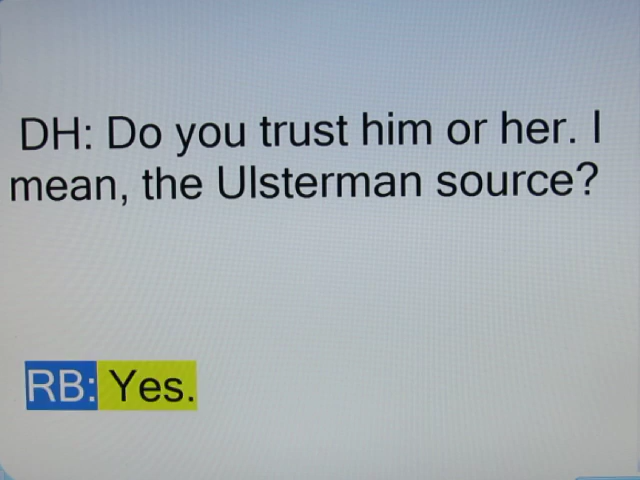 DH: Do you trust him or her. I
mean, the Ulsterman source?
RB: Yes.